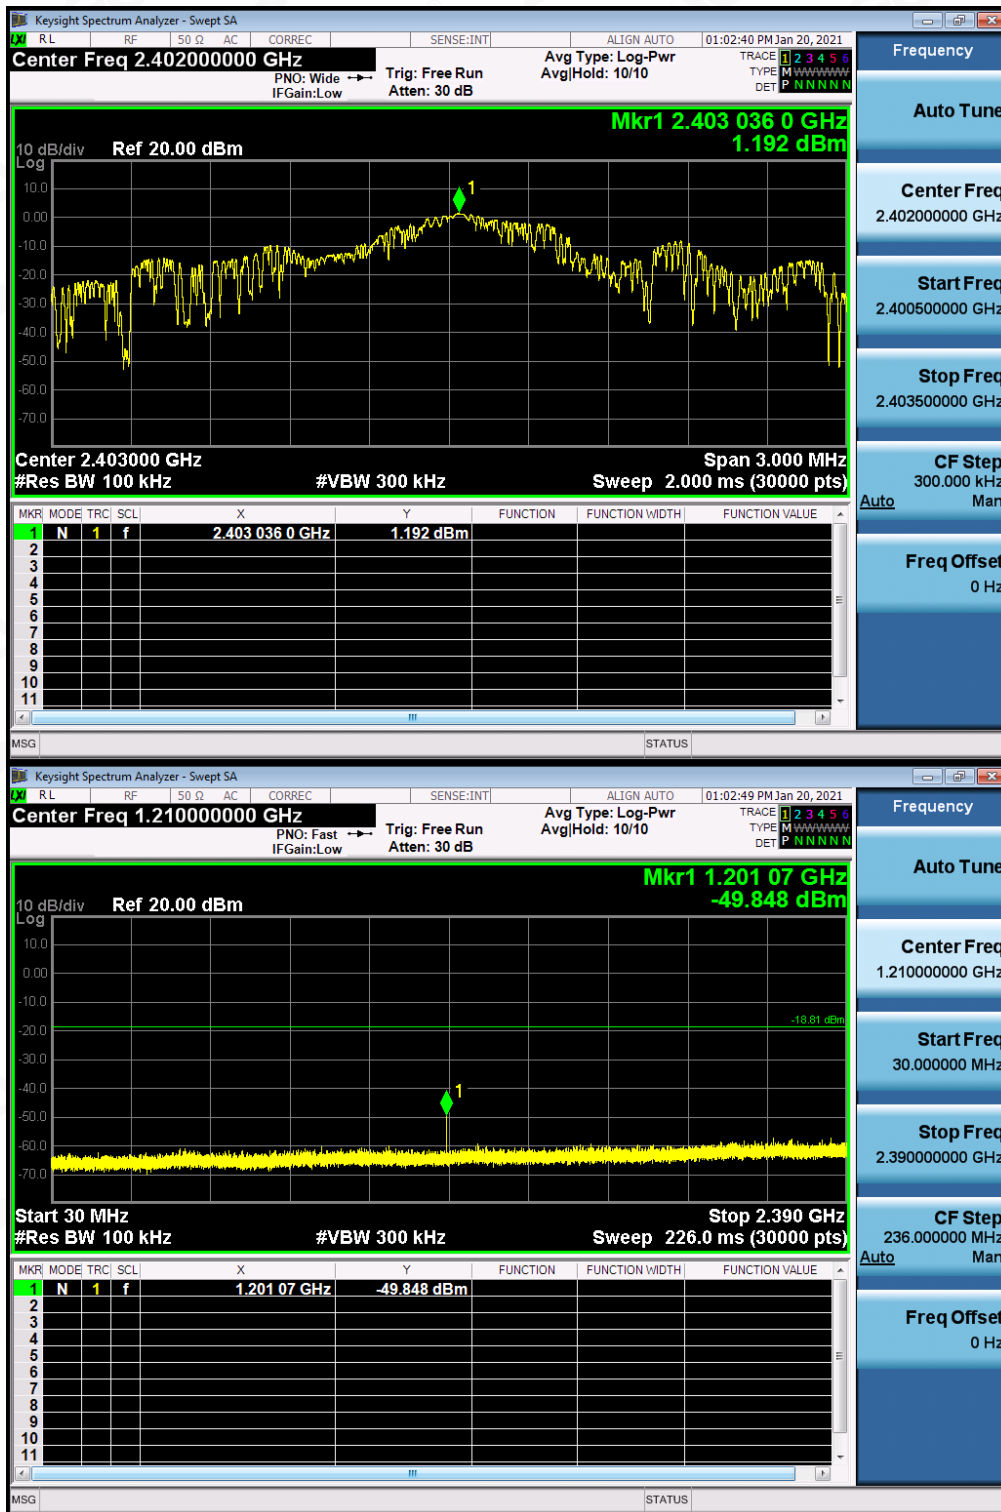 Keysight Spectrum Analyzer - Swept SA
LXI RL RF 50 Ω AC CORREC SENSE:INT ALIGN AUTO 01:02:40 PM Jan 20, 2021
Center Freq 2.402000000 GHz
PNO: Wide
IFGain:Low
Trig: Free Run
Atten: 30 dB
Avg Type: Log-Pwr
Avg|Hold: 10/10
TRACE 1 2 3 4 5 6
TYPE M WWWWW
DET P N N N N N
Mkr1 2.403 036 0 GHz
1.192 dBm
10 dB/div Ref 20.00 dBm
Log
10.0
0.00
-10.0
-20.0
-30.0
-40.0
-50.0
-60.0
-70.0
1
Center 2.403000 GHz Span 3.000 MHz
#Res BW 100 kHz #VBW 300 kHz Sweep 2.000 ms (30000 pts)
MKR MODE TRC SCL X Y FUNCTION FUNCTION WIDTH FUNCTION VALUE
1 N 1 f 2.403 036 0 GHz 1.192 dBm
2
3
4
5
6
7
8
9
10
11
MSG STATUS
Frequency
Auto Tune
Center Freq
2.402000000 GHz
Start Freq
2.400500000 GHz
Stop Freq
2.403500000 GHz
CF Step
300.000 kHz
Auto Man
Freq Offset
0 Hz
Keysight Spectrum Analyzer - Swept SA
LXI RL RF 50 Ω AC CORREC SENSE:INT ALIGN AUTO 01:02:49 PM Jan 20, 2021
Center Freq 1.210000000 GHz
PNO: Fast
IFGain:Low
Trig: Free Run
Atten: 30 dB
Avg Type: Log-Pwr
Avg|Hold: 10/10
TRACE 1 2 3 4 5 6
TYPE M WWWWW
DET P N N N N N
Mkr1 1.201 07 GHz
-49.848 dBm
10 dB/div Ref 20.00 dBm
Log
10.0
0.00
-10.0
-20.0
-30.0
-40.0
-50.0
-60.0
-70.0
-18.81 dBm
1
Start 30 MHz Stop 2.390 GHz
#Res BW 100 kHz #VBW 300 kHz Sweep 226.0 ms (30000 pts)
MKR MODE TRC SCL X Y FUNCTION FUNCTION WIDTH FUNCTION VALUE
1 N 1 f 1.201 07 GHz -49.848 dBm
2
3
4
5
6
7
8
9
10
11
MSG STATUS
Frequency
Auto Tune
Center Freq
1.210000000 GHz
Start Freq
30.000000 MHz
Stop Freq
2.390000000 GHz
CF Step
236.000000 MHz
Auto Man
Freq Offset
0 Hz